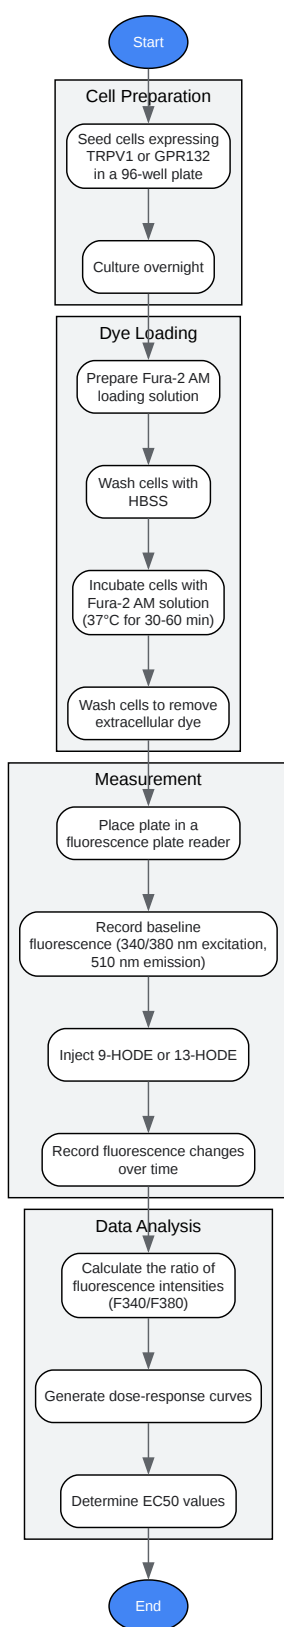 Start
Cell Preparation
Seed cells expressing
TRPV1 or GPR132
in a 96-well plate
Culture overnight
Dye Loading
Prepare Fura-2 AM
loading solution
Wash cells with
HBSS
Incubate cells with
Fura-2 AM solution
(37°C for 30-60 min)
Wash cells to remove
extracellular dye
Measurement
Place plate in a
fluorescence plate reader
Record baseline
fluorescence (340/380 nm excitation,
510 nm emission)
Inject 9-HODE or 13-HODE
Record fluorescence changes
over time
Data Analysis
Calculate the ratio of
fluorescence intensities
(F340/F380)
Generate dose-response curves
Determine EC50 values
End